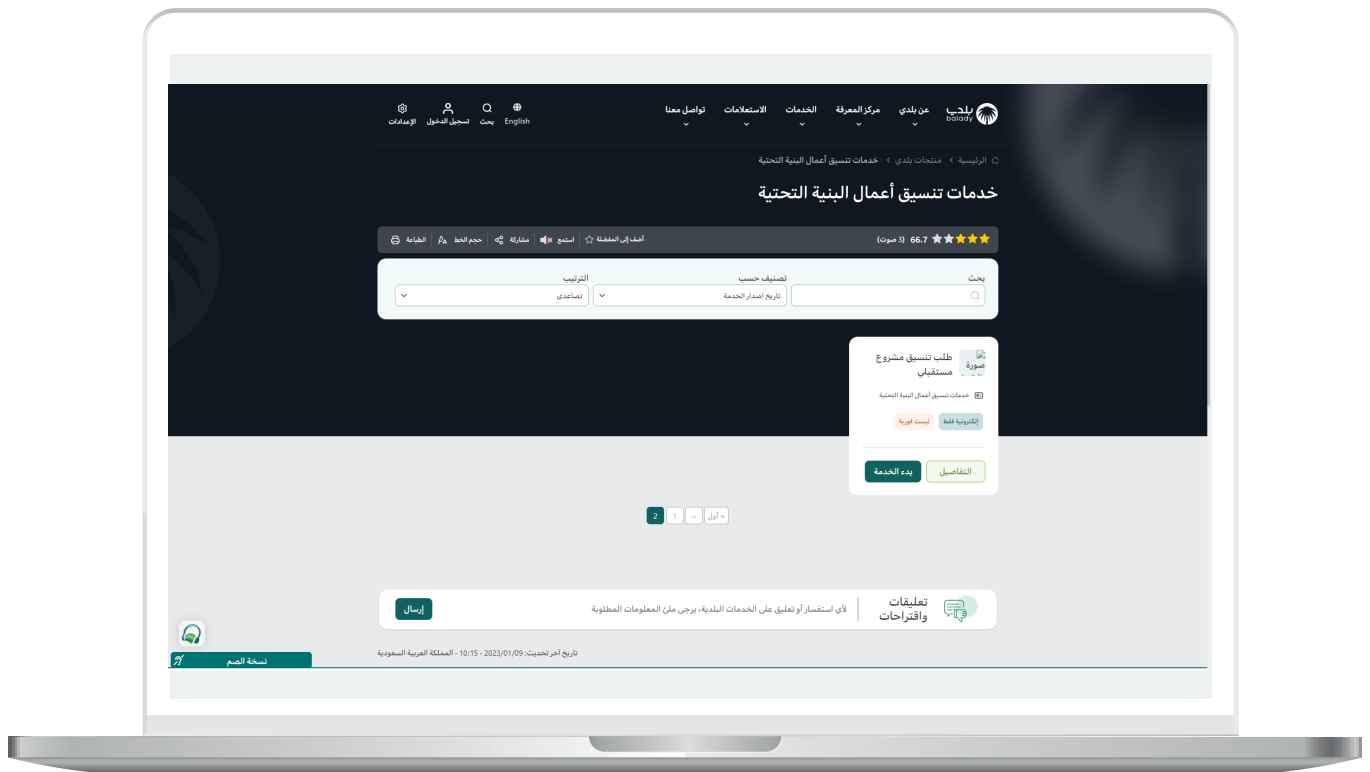 بلدي
balady
عن بلدي
مركز المعرفة
الخدمات
الاستعلامات
تواصل معنا
English
بحث
تسجيل الدخول
الإعدادات
الرئيسية › منتجات بلدي › خدمات تنسيق أعمال البنية التحتية
خدمات تنسيق أعمال البنية التحتية
66.7 (3 صوت)
أضف إلى المفضلة
استمع
مشاركة
حجم الخط
الطباعة
بحث
تصنيف حسب
الترتيب
تاريخ اصدار الخدمة
تصاعدى
صورة
طلب تنسيق مشروع
مستقبلي
خدمات تنسيق أعمال البنية التحتية
إلكترونية فقط
ليست فورية
التفاصيل
بدء الخدمة
« أول
‹‹
1
2
تعليقات
واقتراحات
لأي استفسار أو تعليق على الخدمات البلدية، يرجى ملئ المعلومات المطلوبة
إرسال
تاريخ آخر تحديث: 2023/01/09 - 10:15 - المملكة العربية السعودية
نسخة الصم